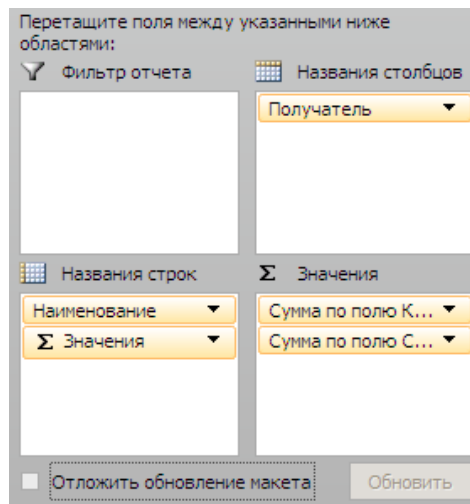 Перетащите поля между указанными ниже
областями:
Фильтр отчета
Названия столбцов
Получатель
Названия строк
Σ Значения
Наименование
Σ Значения
Сумма по полю К...
Сумма по полю С...
Отложить обновление макета
Обновить